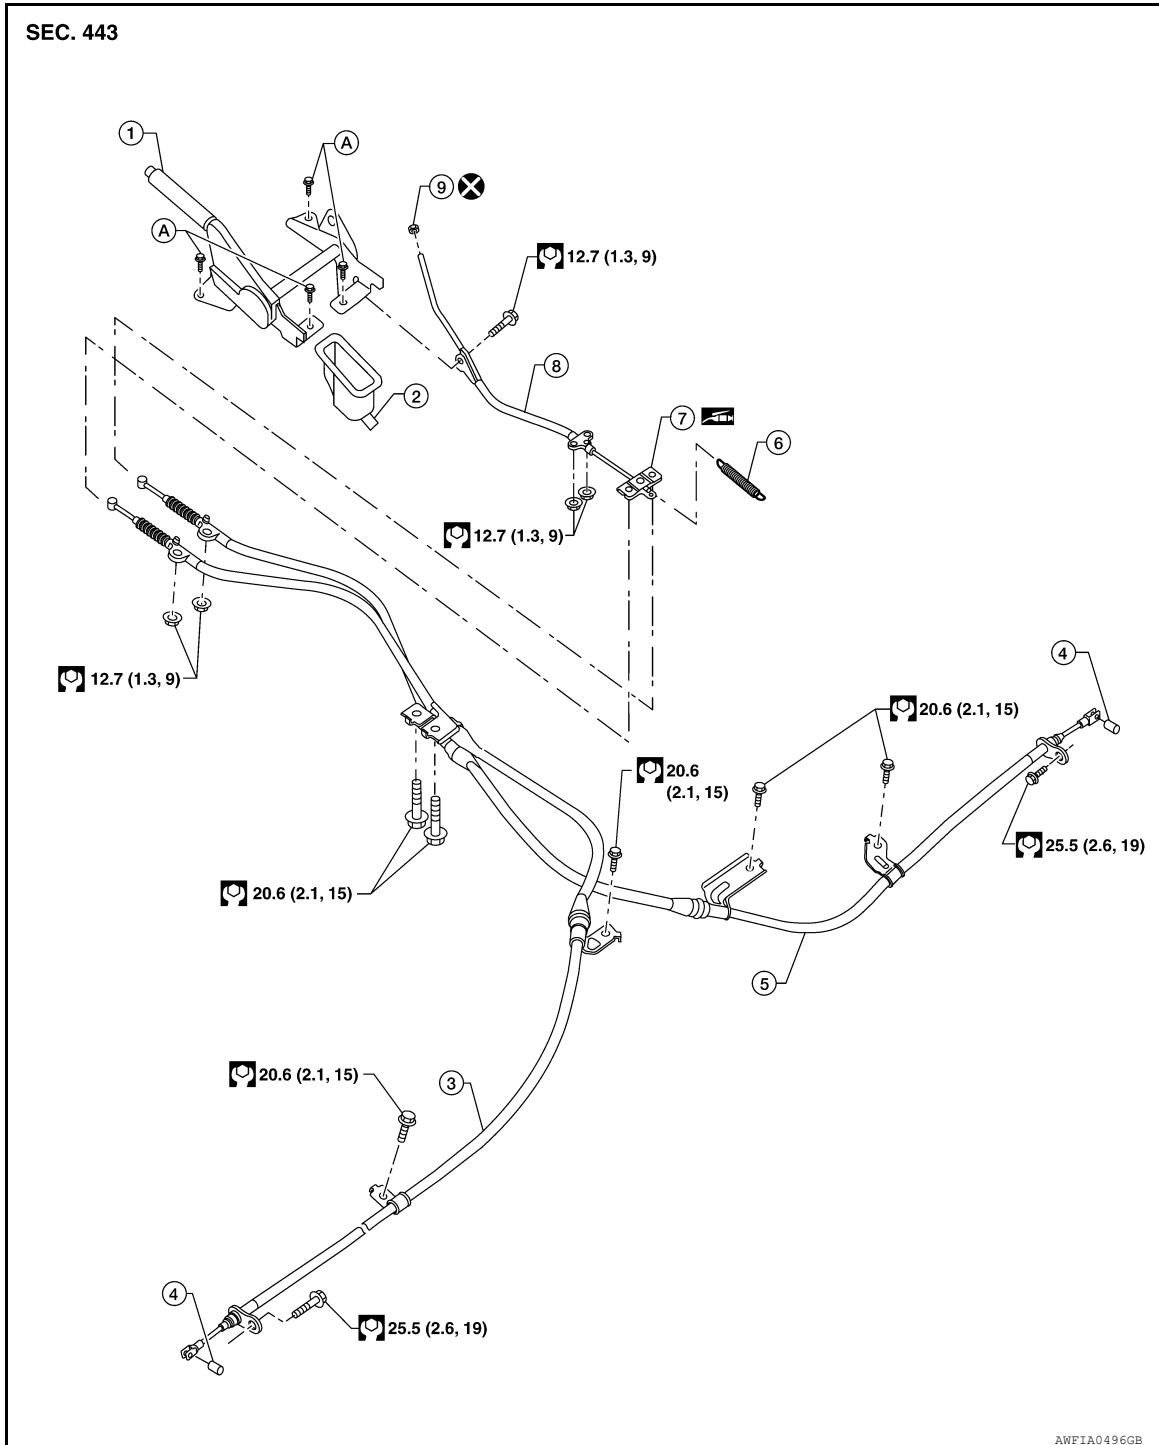 SEC. 443
1
A
9
A
12.7 (1.3, 9)
8
2
7
6
12.7 (1.3, 9)
12.7 (1.3, 9)
4
20.6 (2.1, 15)
20.6
(2.1, 15)
25.5 (2.6, 19)
20.6 (2.1, 15)
5
20.6 (2.1, 15)
3
4
25.5 (2.6, 19)
AWFIA0496GB